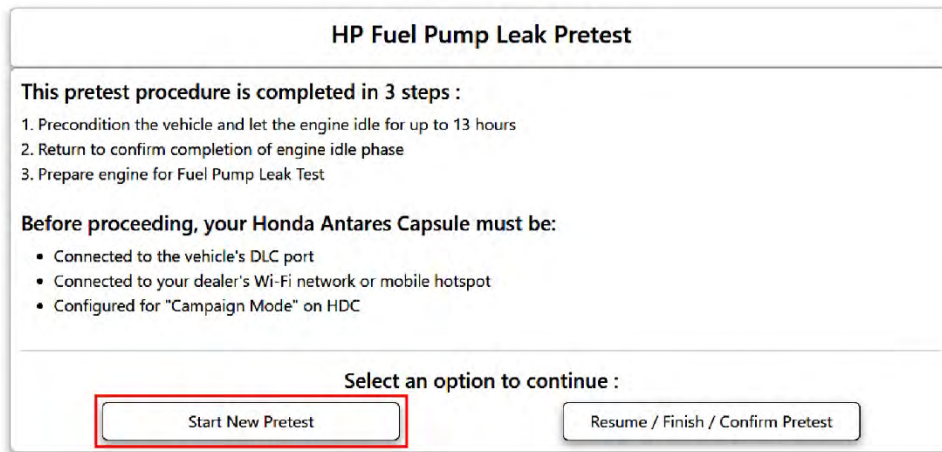 HP Fuel Pump Leak Pretest
This pretest procedure is completed in 3 steps :
1. Precondition the vehicle and let the engine idle for up to 13 hours
2. Return to confirm completion of engine idle phase
3. Prepare engine for Fuel Pump Leak Test
Before proceeding, your Honda Antares Capsule must be:
• Connected to the vehicle's DLC port
• Connected to your dealer's Wi-Fi network or mobile hotspot
• Configured for "Campaign Mode" on HDC
Select an option to continue :
Start New Pretest
Resume / Finish / Confirm Pretest